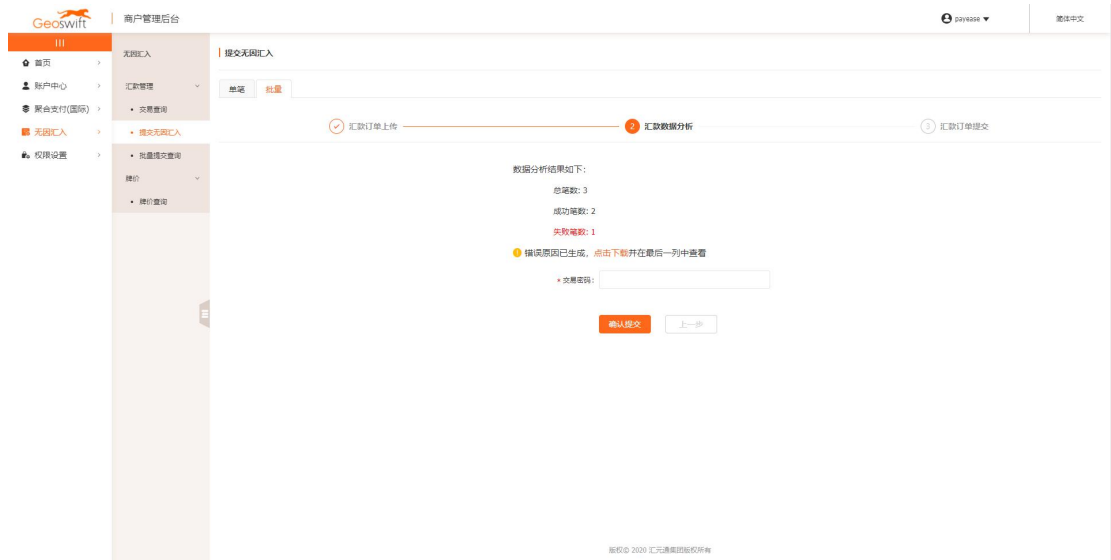 Geoswift
商户管理后台
payease
简体中文
首页
账户中心
聚合支付(国际)
无因汇入
权限设置
无因汇入
汇款管理
交易查询
提交无因汇入
批量提交查询
牌价
牌价查询
提交无因汇入
单笔 批量
汇款订单上传
2 汇款数据分析
3 汇款订单提交
数据分析结果如下:
总笔数: 3
成功笔数: 2
失败笔数: 1
错误原因已生成, 点击下载并在最后一列中查看
* 交易密码:
确认提交 上一步
版权© 2020 汇元通集团版权所有